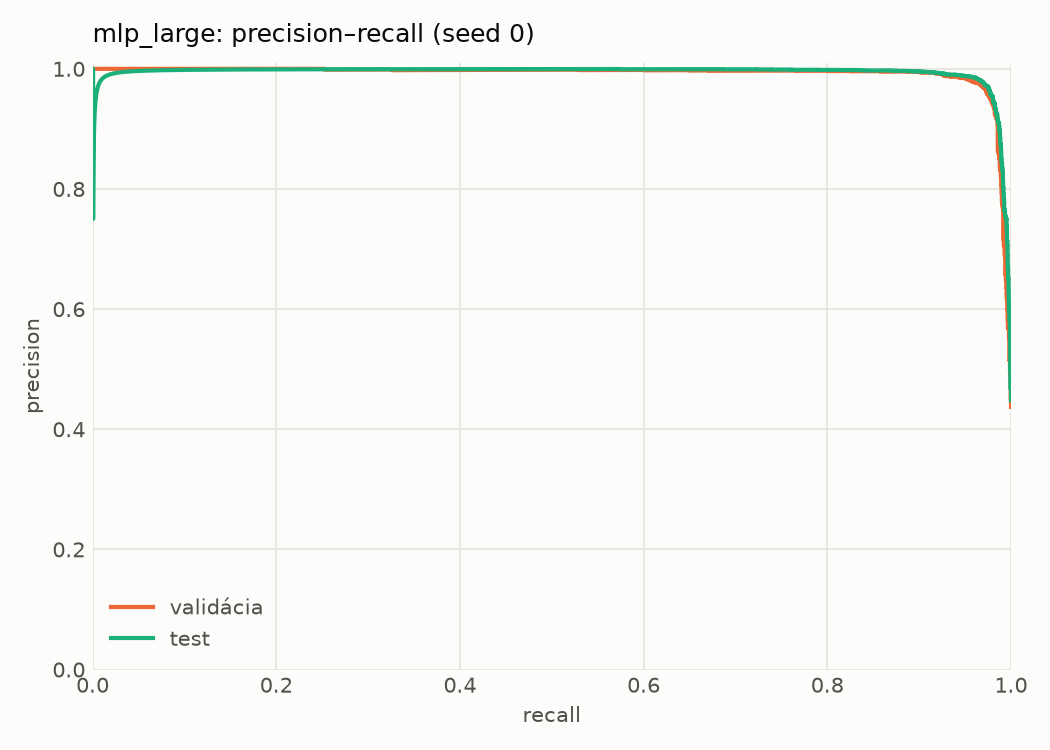 mlp_large: precision–recall (seed 0)
1.0
0.8
0.6
0.4
0.2
0.0
precision
validácia
test
0.0 0.2 0.4 0.6 0.8 1.0
recall